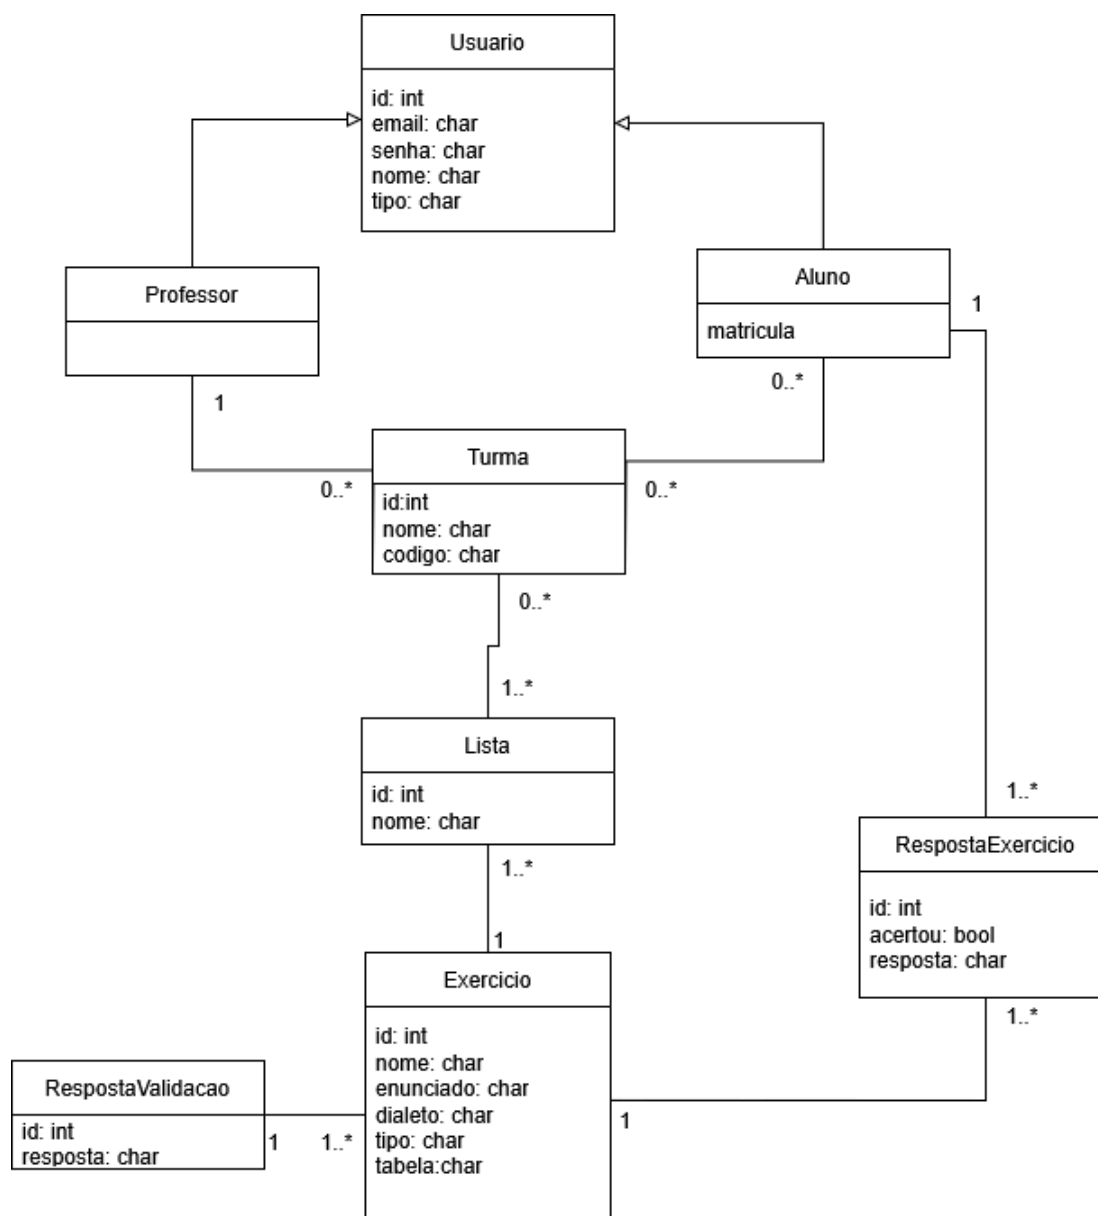 Usuario
id: int
email: char
senha: char
nome: char
tipo: char
Professor
1
Aluno
matricula
1
0..*
Turma
id:int
nome: char
codigo: char
0..*
0..*
0..*
1..*
Lista
id: int
nome: char
1..*
1
1..*
RespostaExercicio
id: int
acertou: bool
resposta: char
1..*
Exercicio
id: int
nome: char
enunciado: char
dialeto: char
tipo: char
tabela:char
1
RespostaValidacao
id: int
resposta: char
1
1..*